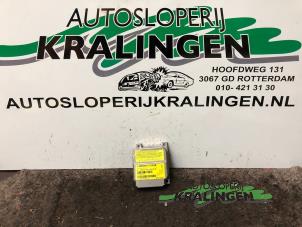 AUTOSLOPERIJ
KRALINGEN
HOOFDWEG 131
3067 GD ROTTERDAM
010- 421 31 30
AUTOSLOPERIJKRALINGEN.NL
AUTOSLOPERIJ
KRALINGEN